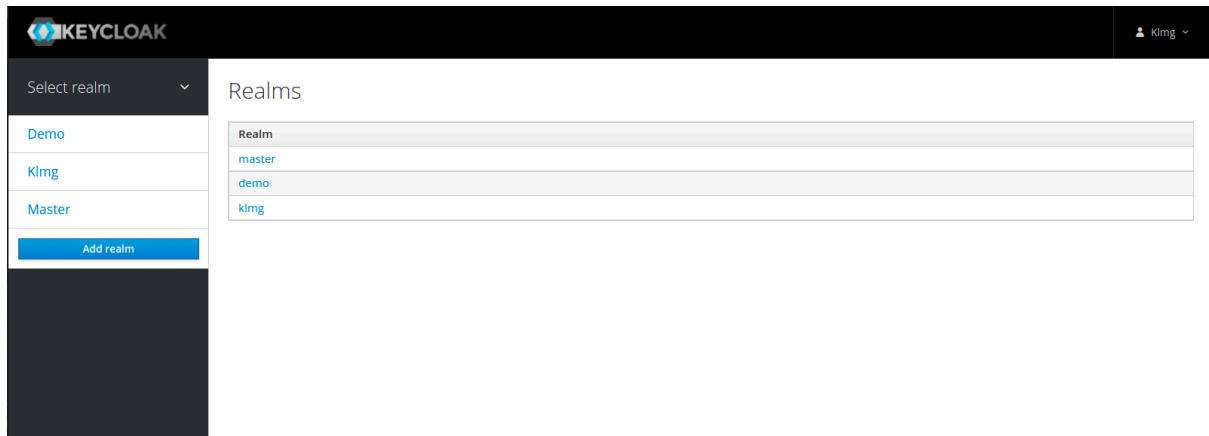 KEYCLOAK
Klmg
Select realm
Demo
Klmg
Master
Add realm
Realms
Realm
master
demo
klmg